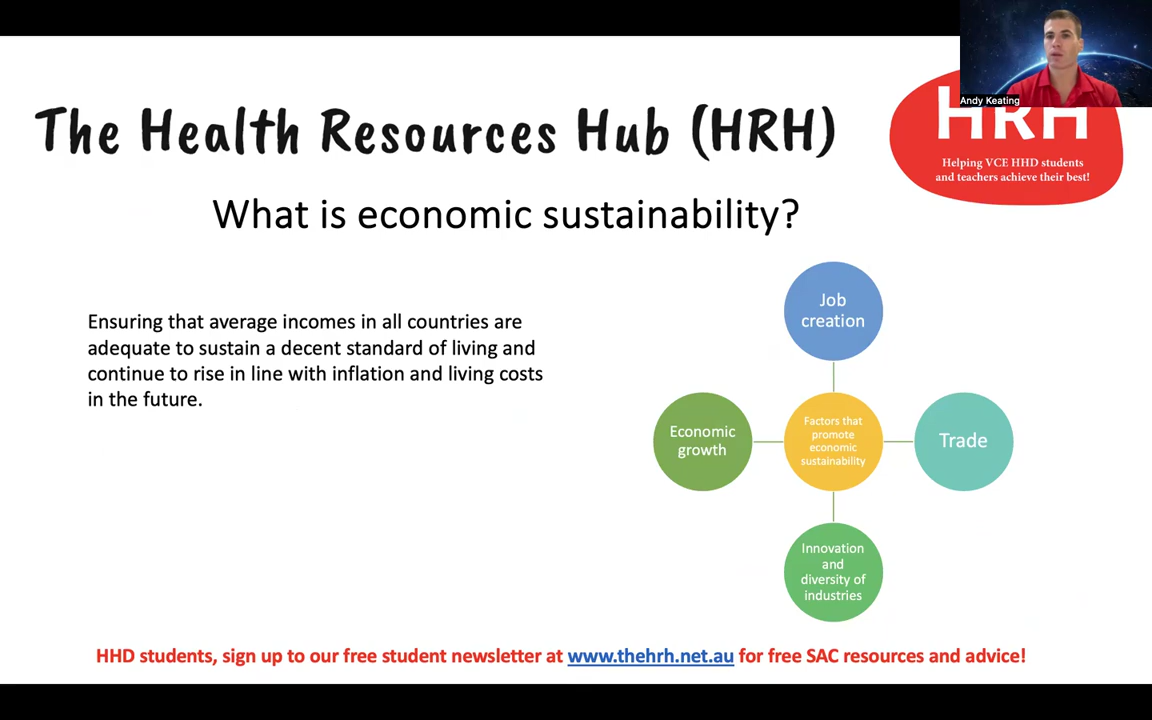 Andy Keating
The Health Resources Hub (HRH)
HRH
Helping VCE HHD students
and teachers achieve their best!
What is economic sustainability?
Ensuring that average incomes in all countries are
adequate to sustain a decent standard of living and
continue to rise in line with inflation and living costs
in the future.
Job
creation
Economic
growth
Factors that
promote
economic
sustainability
Trade
Innovation
and
diversity of
industries
HHD students, sign up to our free student newsletter at www.thehrh.net.au for free SAC resources and advice!